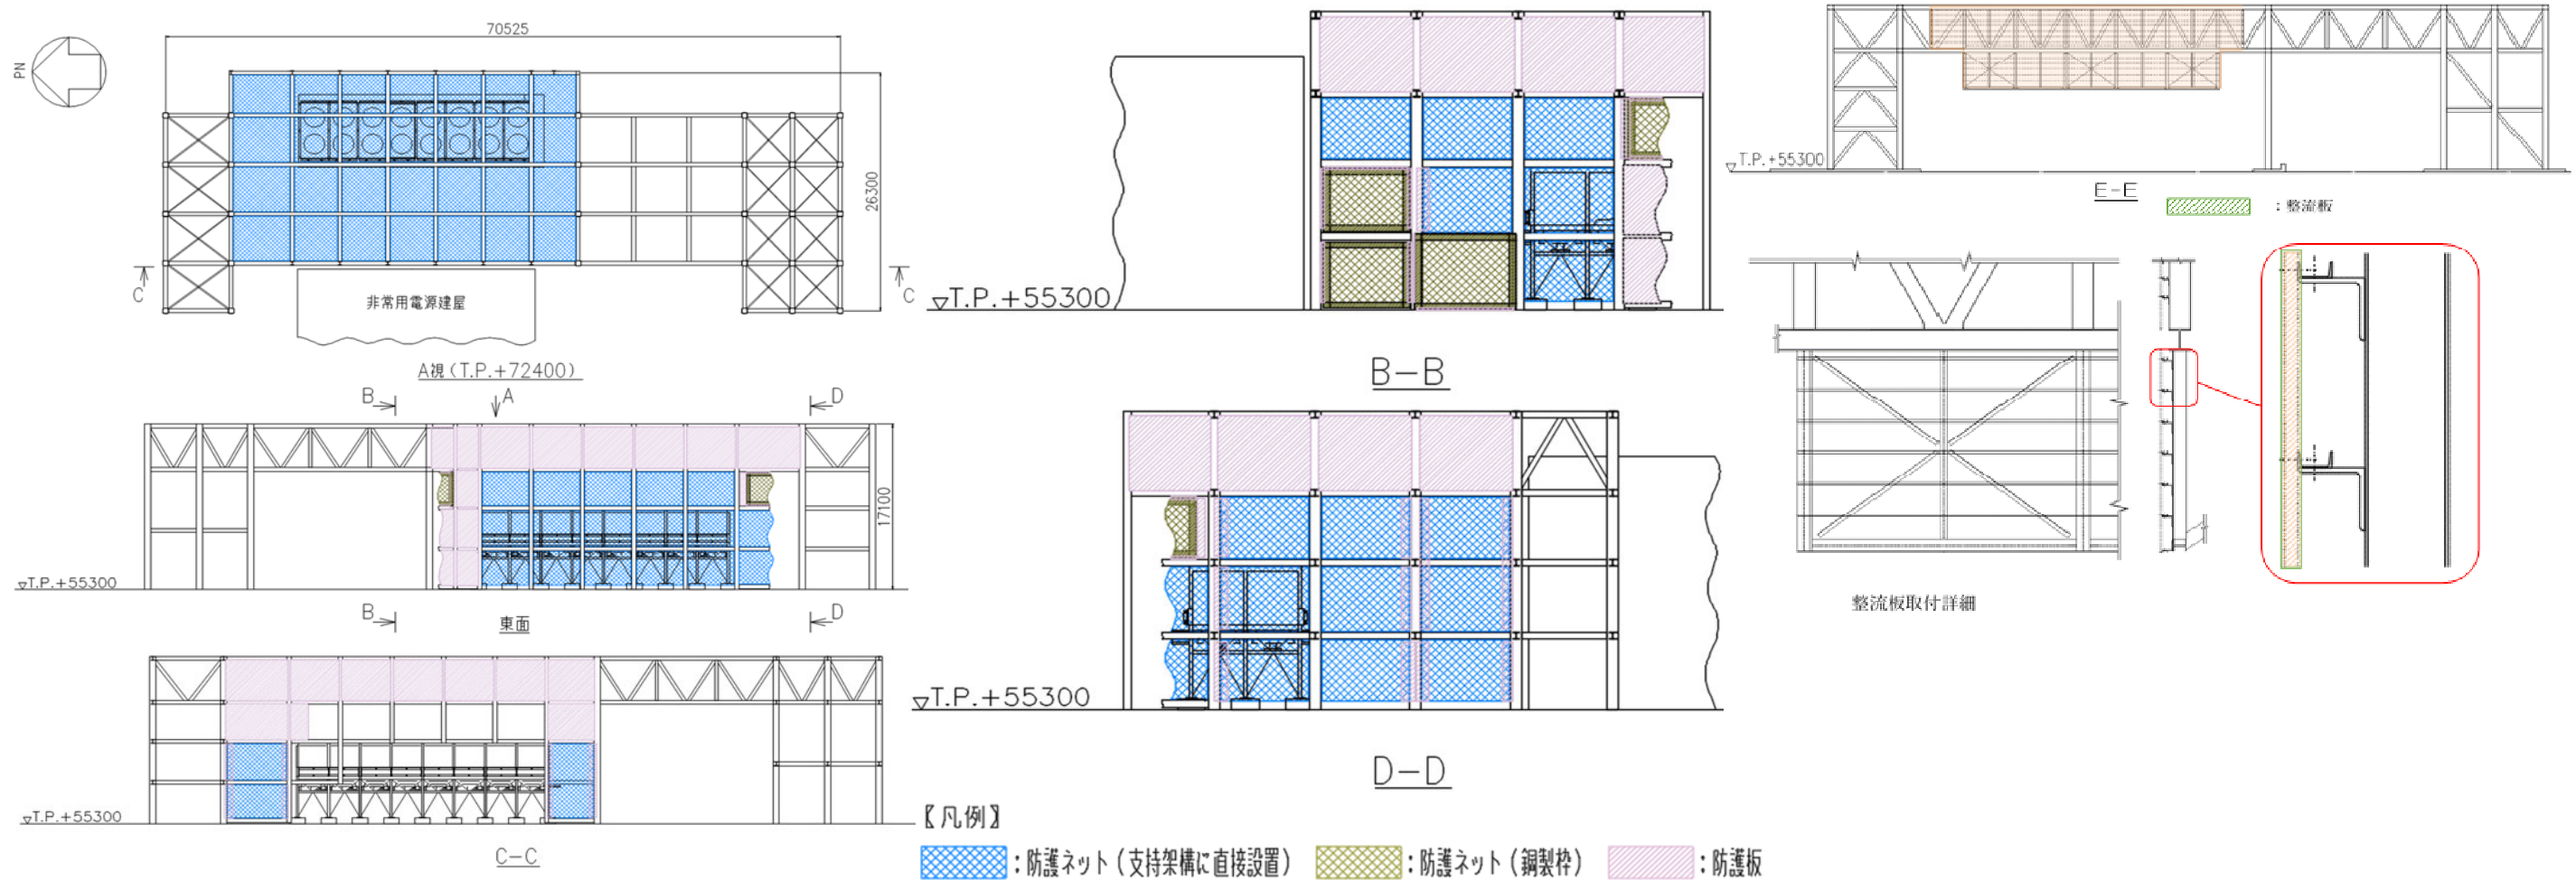 PN
70525
26300
C
C
非常用電源建屋
A視(T.P.+72400)
B
A
D
17100
▽T.P.+55300
B
東面
D
▽T.P.+55300
C-C
▽T.P.+55300
B-B
▽T.P.+55300
D-D
【凡例】
:防護ネット(支持架構に直接設置)
:防護ネット(鋼製枠)
:防護板
▽T.P.+55300
E-E
:整流板
整流板取付詳細